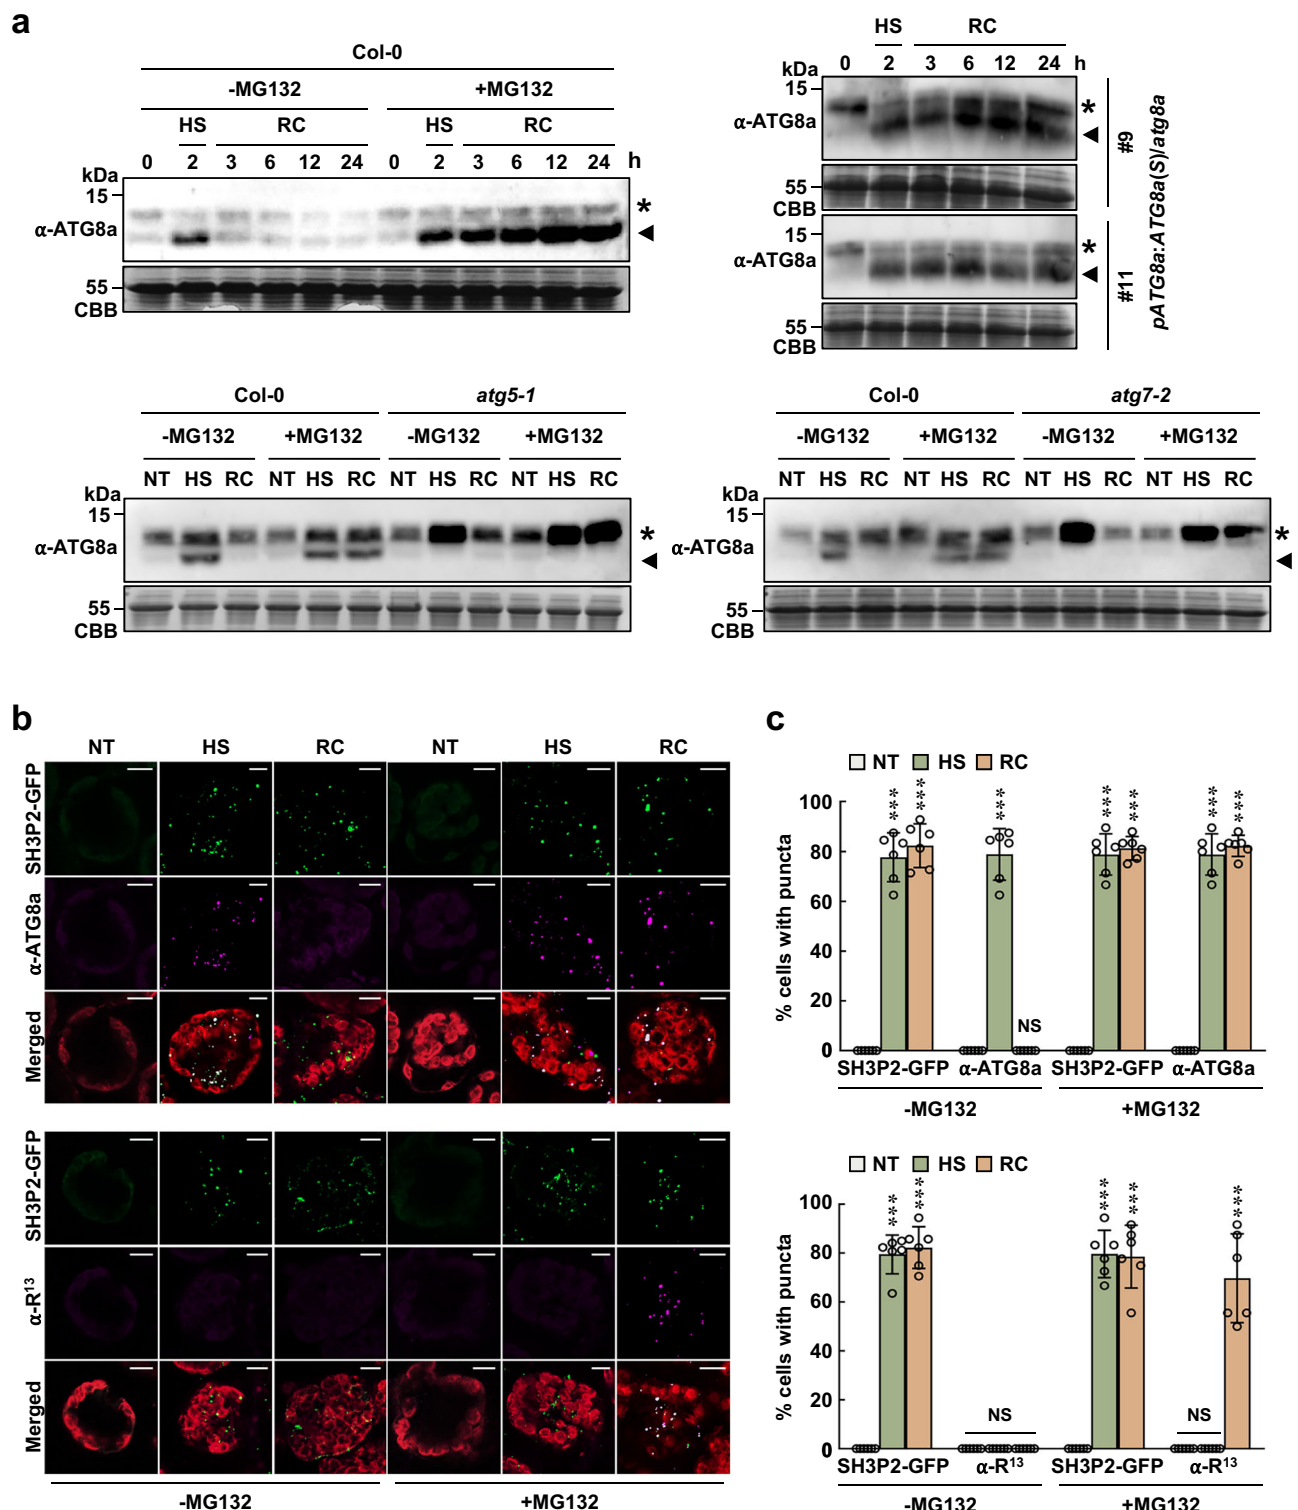 a
Col-0
-MG132 +MG132
HS RC HS RC
0 2 3 6 12 24 0 2 3 6 12 24 h
kDa
15
α-ATG8a
*
55
CBB
HS RC
0 2 3 6 12 24 h
kDa
15
α-ATG8a
*
55
CBB
#9
15
α-ATG8a
*
55
CBB
#11
pATG8a:ATG8a(S)/atg8a
Col-0 atg5-1
-MG132 +MG132 -MG132 +MG132
NT HS RC NT HS RC NT HS RC NT HS RC
kDa
15
α-ATG8a
*
55
CBB
Col-0 atg7-2
-MG132 +MG132 -MG132 +MG132
NT HS RC NT HS RC NT HS RC NT HS RC
kDa
15
α-ATG8a
*
55
CBB
b
NT HS RC NT HS RC
SH3P2-GFP
α-ATG8a
Merged
SH3P2-GFP
α-R¹³
Merged
-MG132 +MG132
c
NT HS RC
% cells with puncta
100
80
60
40
20
0
*** *** *** *** *** *** ***
NS
SH3P2-GFP α-ATG8a SH3P2-GFP α-ATG8a
-MG132 +MG132
NT HS RC
% cells with puncta
100
80
60
40
20
0
*** *** *** *** ***
NS NS
SH3P2-GFP α-R¹³ SH3P2-GFP α-R¹³
-MG132 +MG132